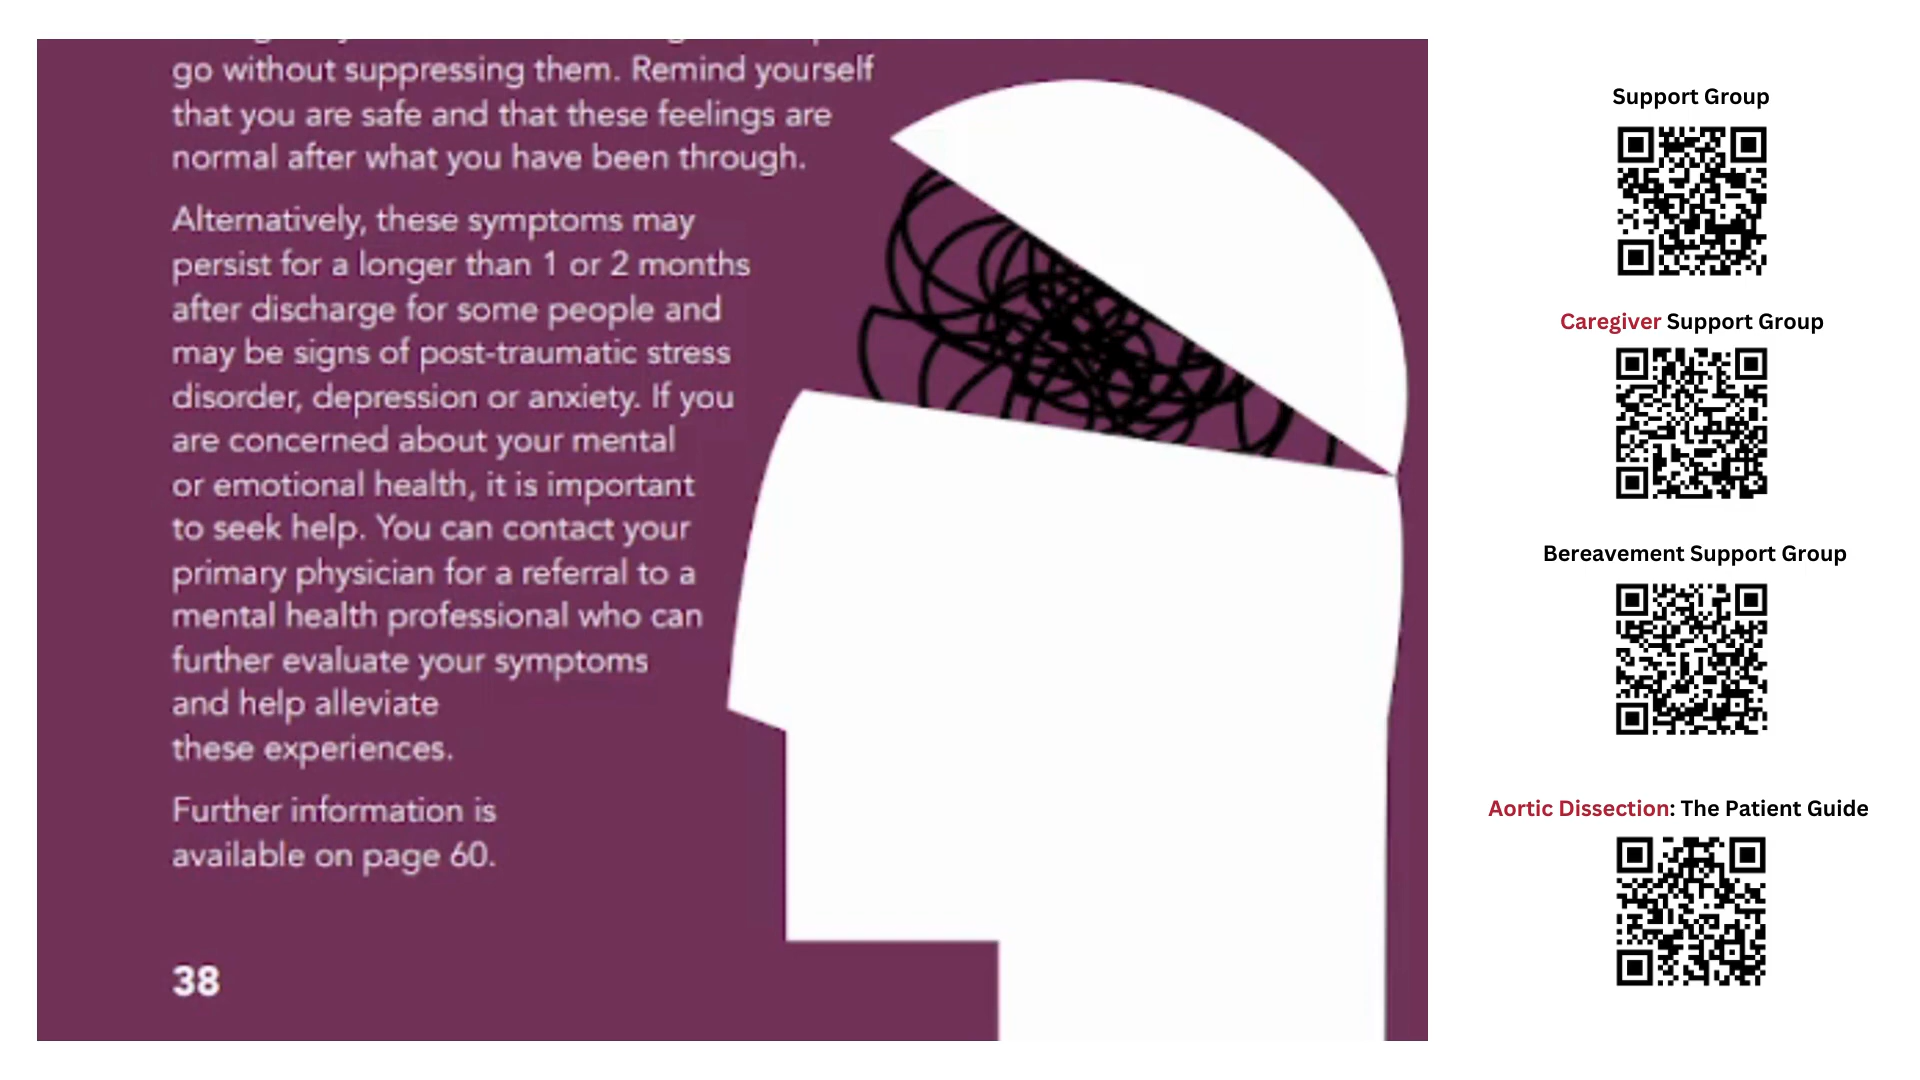 go without suppressing them. Remind yourself
that you are safe and that these feelings are
normal after what you have been through.
Alternatively, these symptoms may
persist for a longer than 1 or 2 months
after discharge for some people and
may be signs of post-traumatic stress
disorder, depression or anxiety. If you
are concerned about your mental
or emotional health, it is important
to seek help. You can contact your
primary physician for a referral to a
mental health professional who can
further evaluate your symptoms
and help alleviate
these experiences.
Further information is
available on page 60.
38
Support Group
Caregiver Support Group
Bereavement Support Group
Aortic Dissection: The Patient Guide